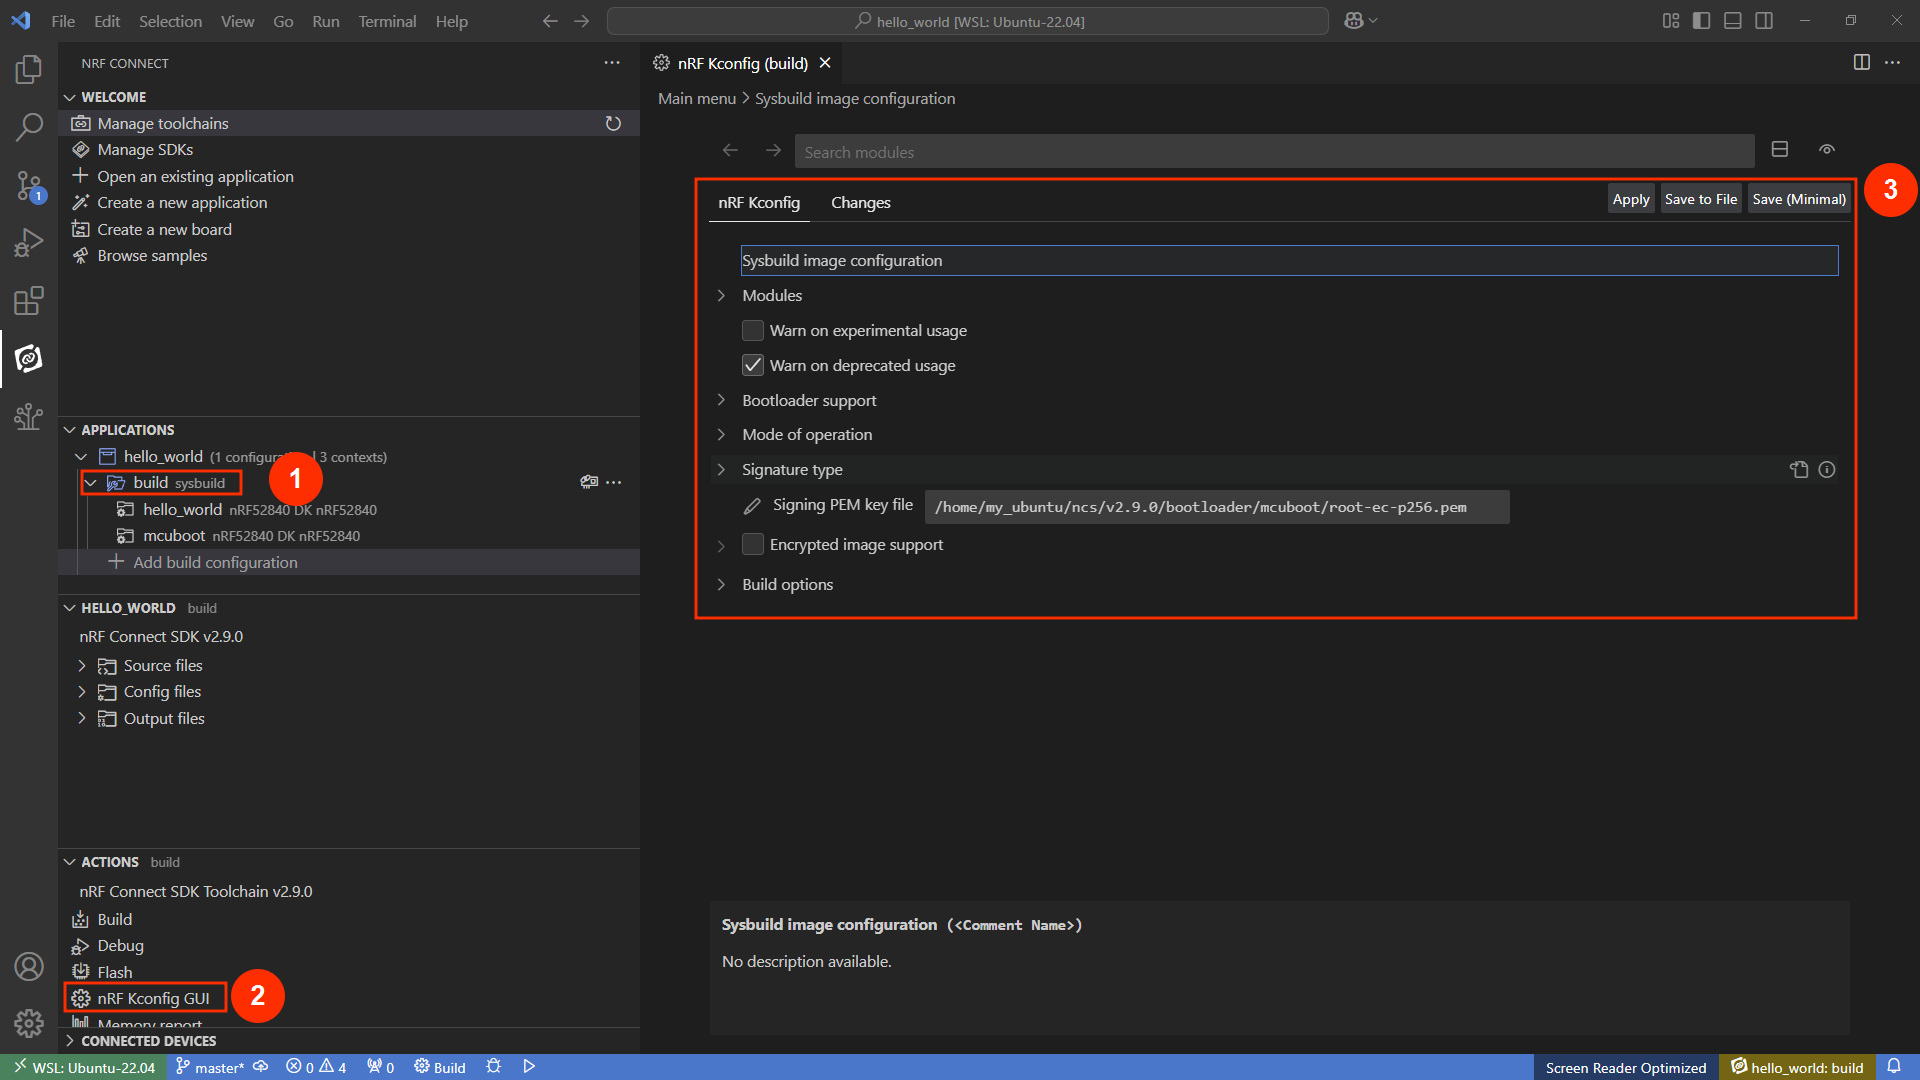 File Edit Selection View Go Run Terminal Help
hello_world [WSL: Ubuntu-22.04]
NRF CONNECT
WELCOME
Manage toolchains
Manage SDKs
Open an existing application
Create a new application
Create a new board
Browse samples
1
APPLICATIONS
hello_world (1 configura | 3 contexts)
build sysbuild
1
hello_world nRF52840 DK nRF52840
mcuboot nRF52840 DK nRF52840
Add build configuration
HELLO_WORLD build
nRF Connect SDK v2.9.0
Source files
Config files
Output files
ACTIONS build
nRF Connect SDK Toolchain v2.9.0
Build
Debug
Flash
nRF Kconfig GUI
2
Memory report
CONNECTED DEVICES
nRF Kconfig (build)
Main menu > Sysbuild image configuration
Search modules
3
nRF Kconfig Changes Apply Save to File Save (Minimal)
Sysbuild image configuration
Modules
Warn on experimental usage
Warn on deprecated usage
Bootloader support
Mode of operation
Signature type
Signing PEM key file /home/my_ubuntu/ncs/v2.9.0/bootloader/mcuboot/root-ec-p256.pem
Encrypted image support
Build options
Sysbuild image configuration (<Comment Name>)
No description available.
WSL: Ubuntu-22.04 master* 0 4 0 Build Screen Reader Optimized hello_world: build